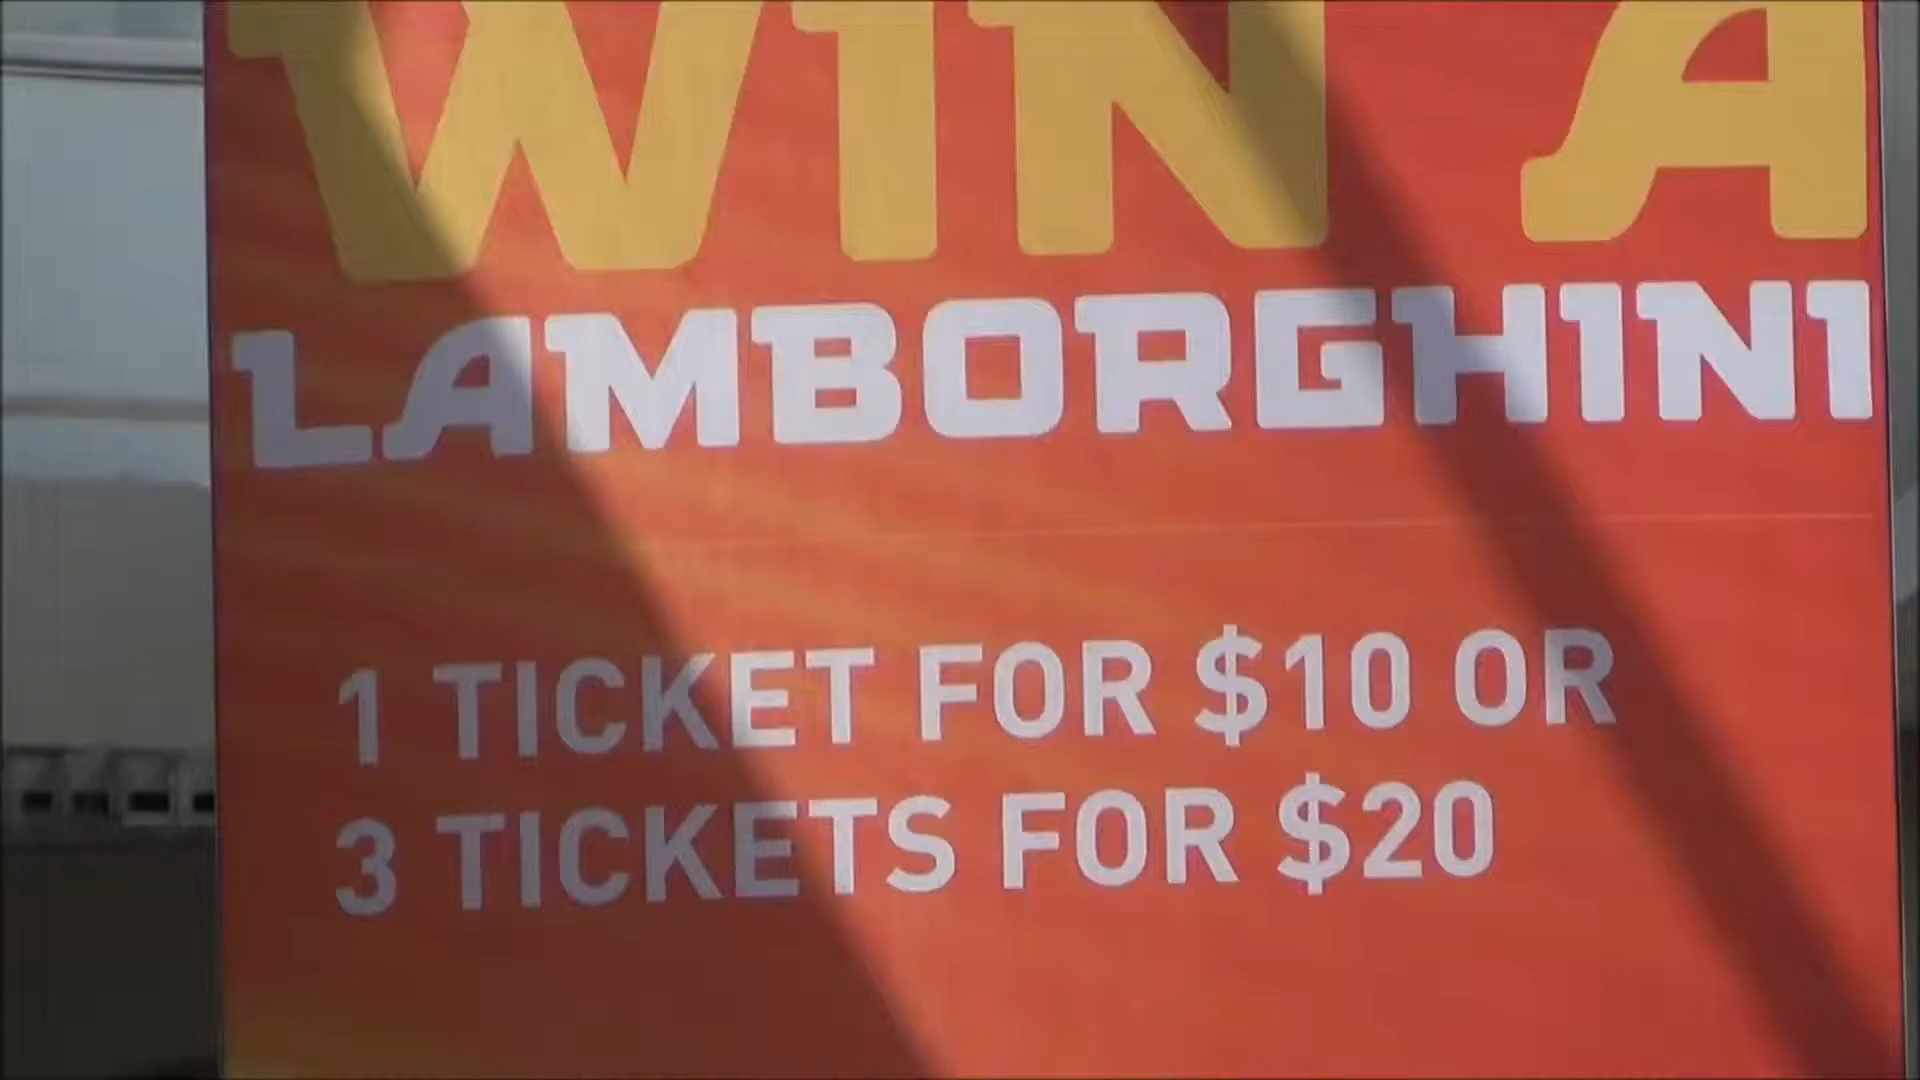 WIN A
LAMBORGHINI
1 TICKET FOR $10 OR
3 TICKETS FOR $20